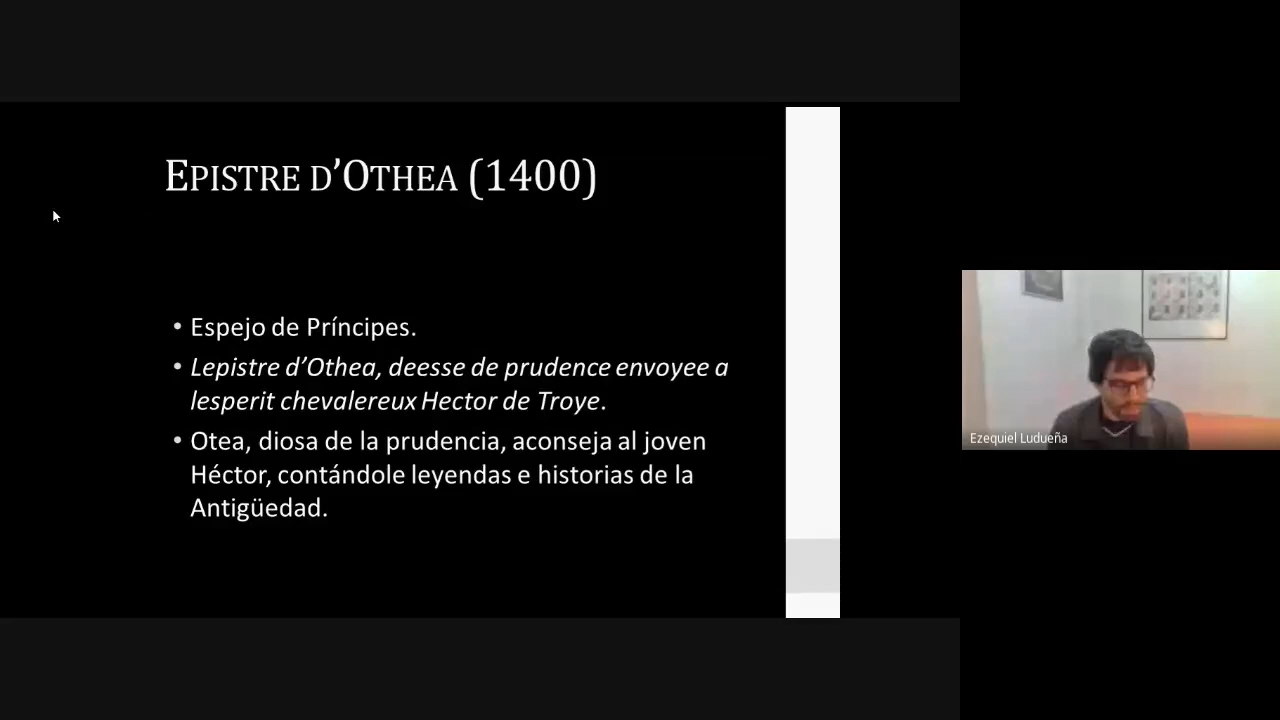 EPISTRE D’OTHEA (1400)
• Espejo de Príncipes.
• Lepistre d’Othea, deesse de prudence envoyee a
lesperit chevalereux Hector de Troye.
• Otea, diosa de la prudencia, aconseja al joven
Héctor, contándole leyendas e historias de la
Antigüedad.
Ezequiel Ludueña